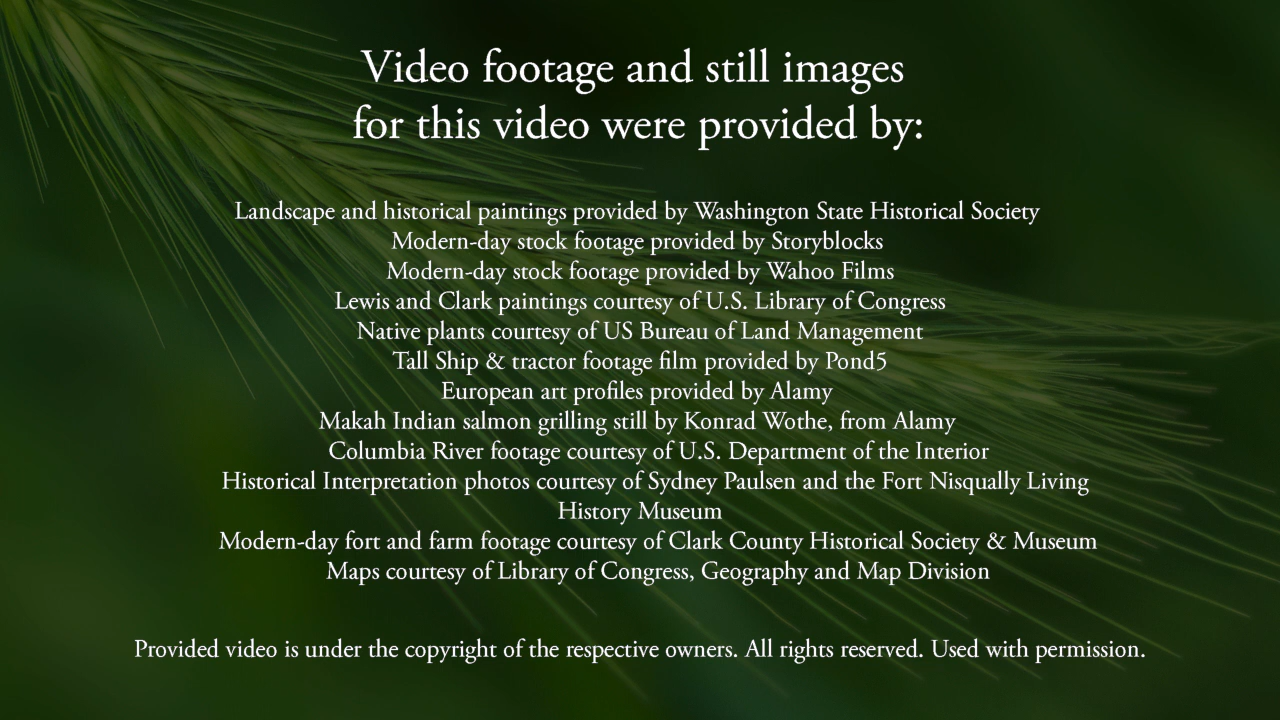 Video footage and still images
for this video were provided by:
Landscape and historical paintings provided by Washington State Historical Society
Modern-day stock footage provided by Storyblocks
Modern-day stock footage provided by Wahoo Films
Lewis and Clark paintings courtesy of U.S. Library of Congress
Native plants courtesy of US Bureau of Land Management
Tall Ship & tractor footage film provided by Pond5
European art profiles provided by Alamy
Makah Indian salmon grilling still by Konrad Wothe, from Alamy
Columbia River footage courtesy of U.S. Department of the Interior
Historical Interpretation photos courtesy of Sydney Paulsen and the Fort Nisqually Living
History Museum
Modern-day fort and farm footage courtesy of Clark County Historical Society & Museum
Maps courtesy of Library of Congress, Geography and Map Division
Provided video is under the copyright of the respective owners. All rights reserved. Used with permission.